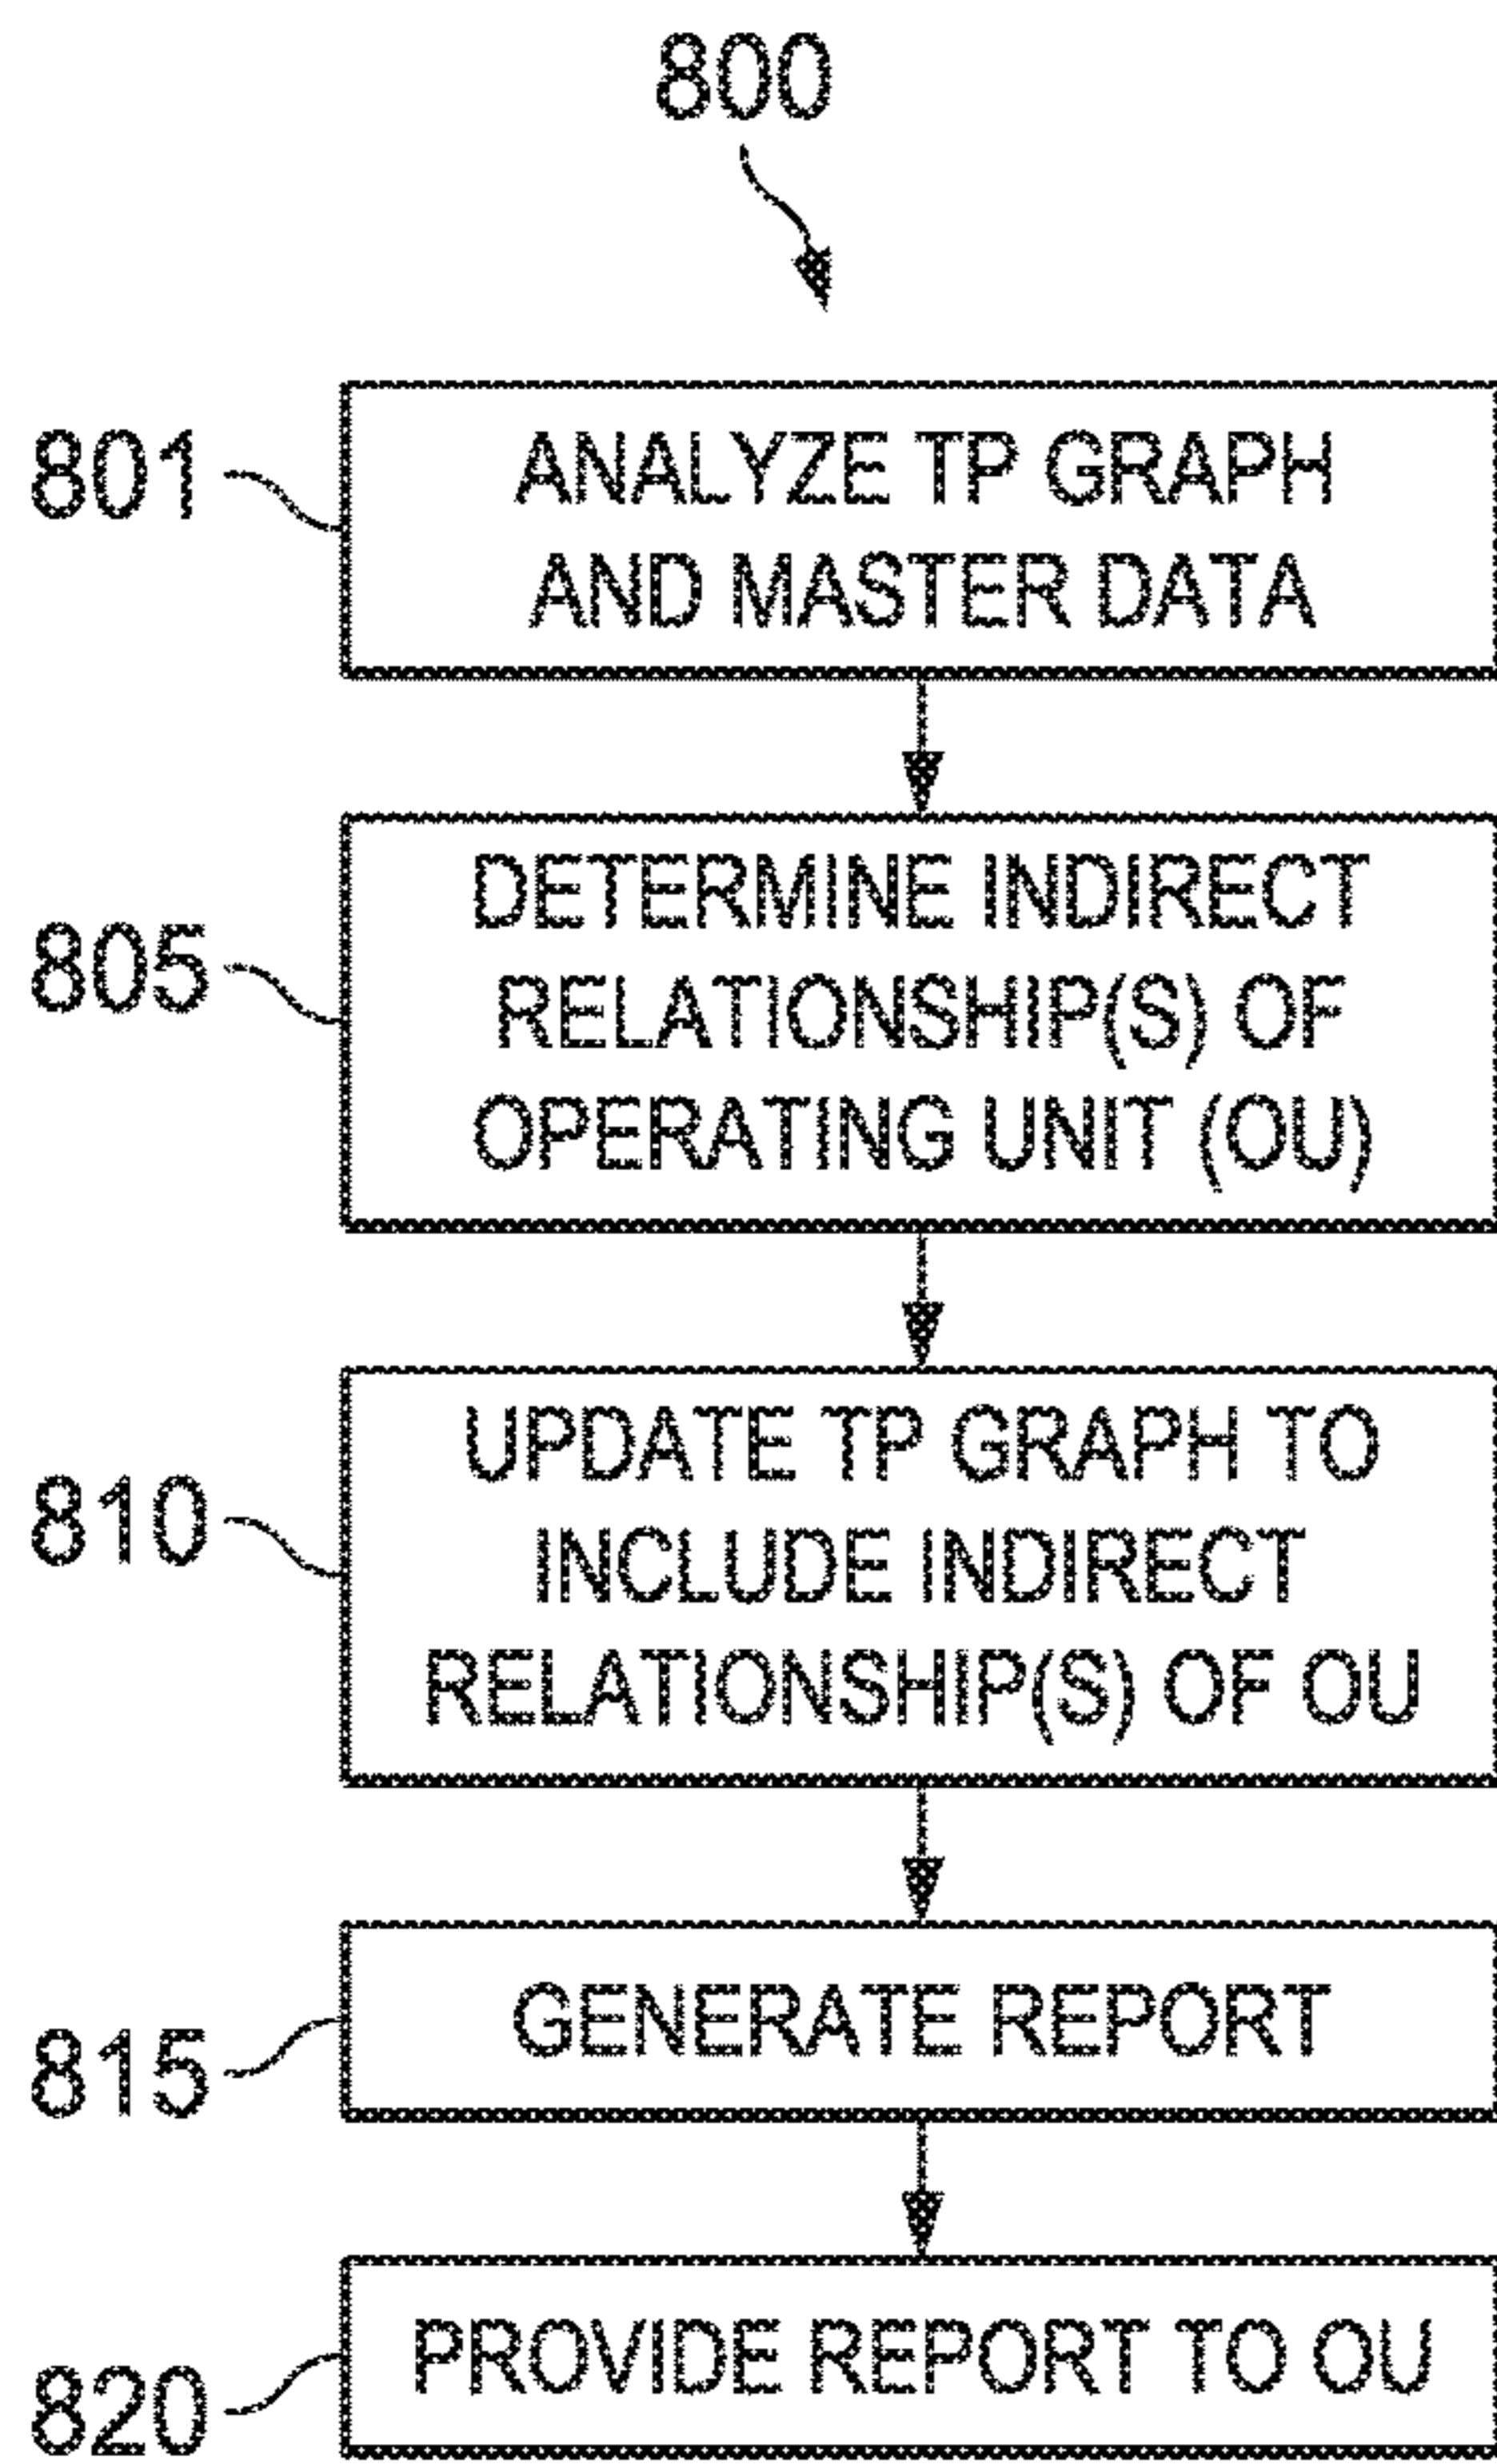 800
801
ANALYZE TP GRAPH
AND MASTER DATA
805
DETERMINE INDIRECT
RELATIONSHIP(S) OF
OPERATING UNIT (OU)
810
UPDATE TP GRAPH TO
INCLUDE INDIRECT
RELATIONSHIP(S) OF OU
815
GENERATE REPORT
820
PROVIDE REPORT TO OU